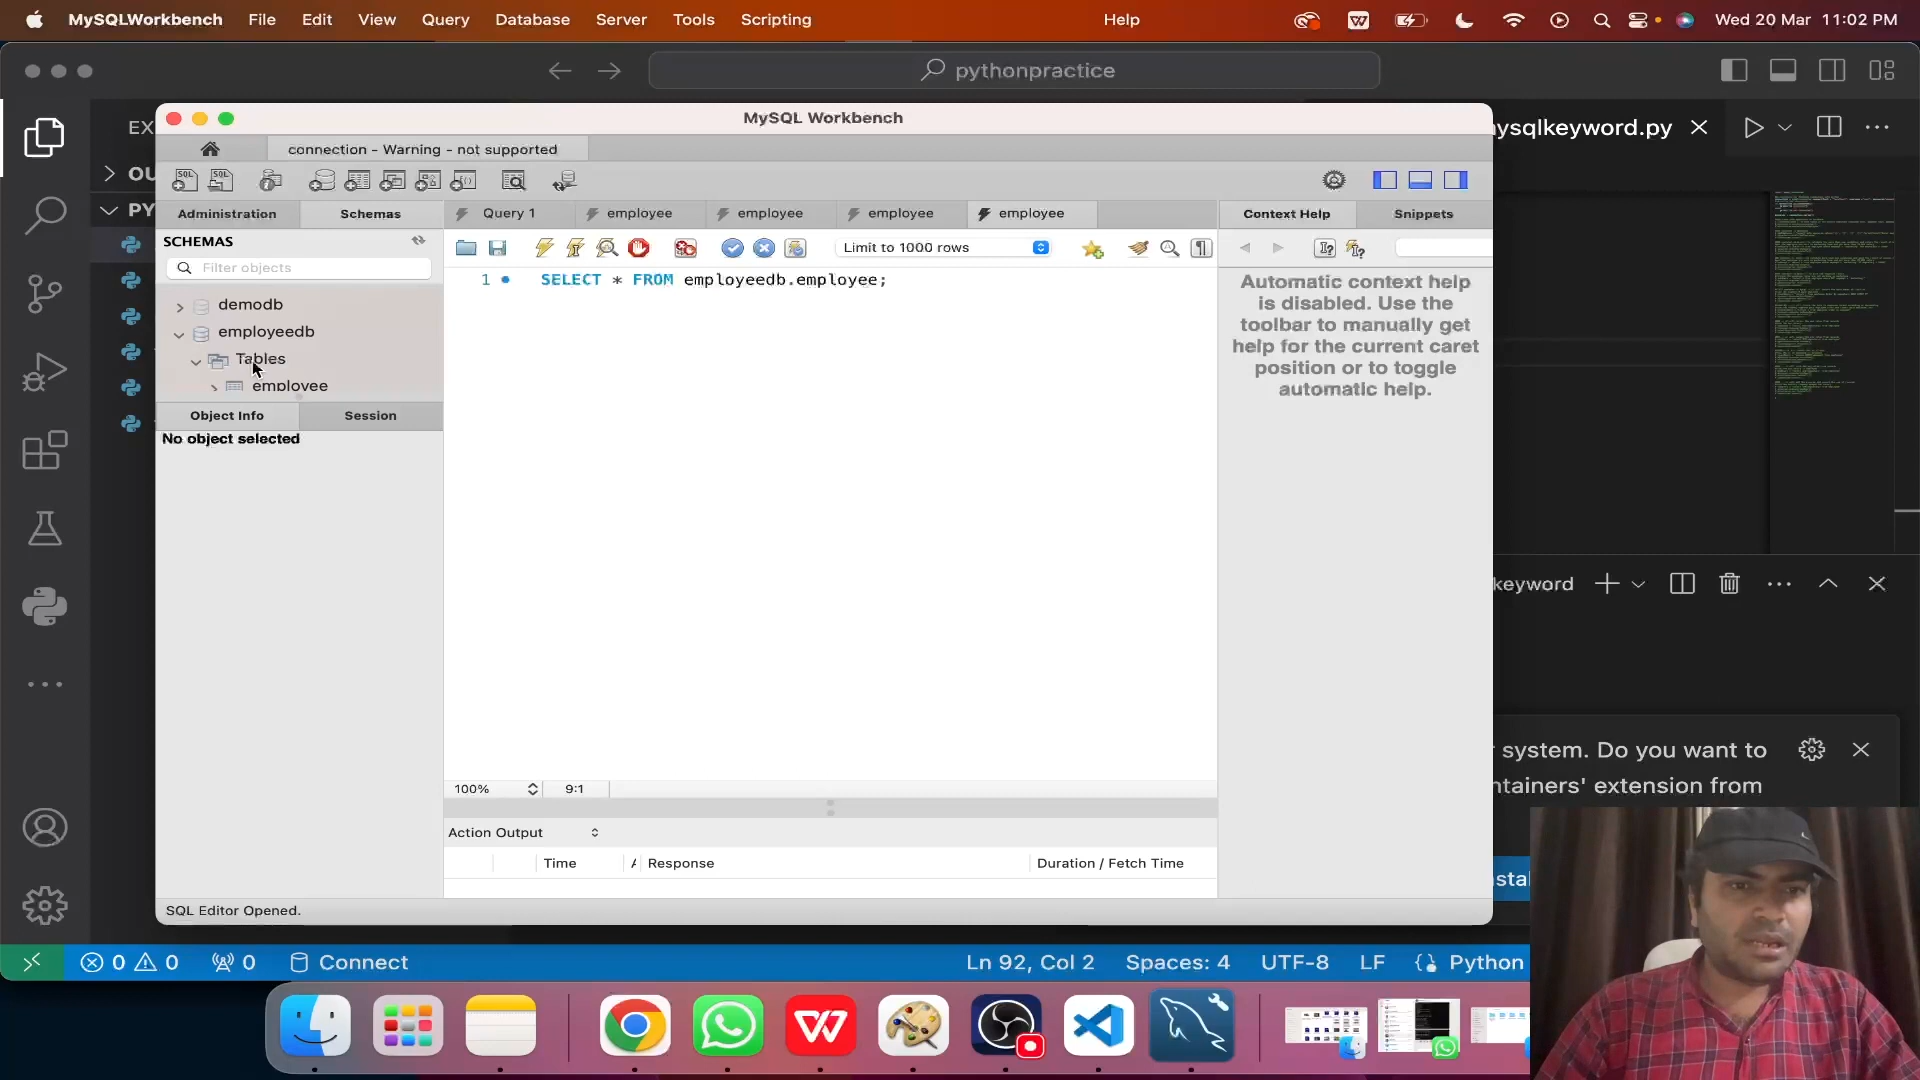 MySQLWorkbench File Edit View Query Database Server Tools Scripting Help Wed 20 Mar 11:02 PM
pythonpractice
MySQL Workbench
EX
ysqlkeyword.py
connection - Warning - not supported
OU
PY
Administration Schemas Query 1 employee employee employee employee Context Help Snippets
SCHEMAS
Filter objects
Limit to 1000 rows
1 SELECT * FROM employeedb.employee;
Automatic context help
is disabled. Use the
toolbar to manually get
help for the current caret
position or to toggle
automatic help.
demodb
employeedb
Tables
employee
Object Info Session
No object selected
keyword
system. Do you want to
ntainers' extension from
100% 9:1
Action Output
Time Response Duration / Fetch Time
SQL Editor Opened.
0 0 0 Connect Ln 92, Col 2 Spaces: 4 UTF-8 LF Python